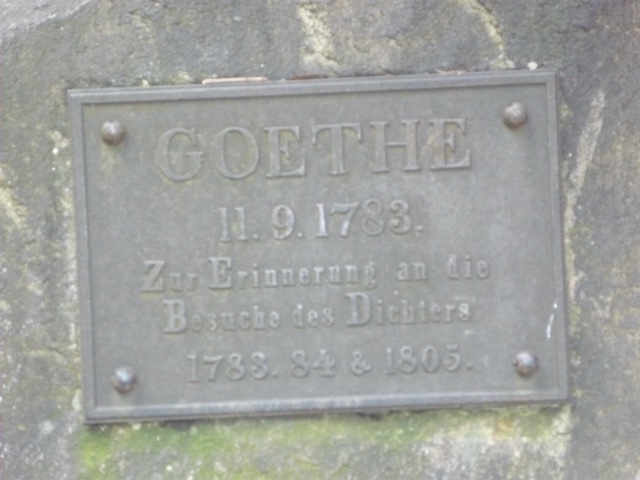 GOETHE
11. 9. 1783.
Zur Erinnerung an die
Besuche des Dichters
1783. 84 & 1805.